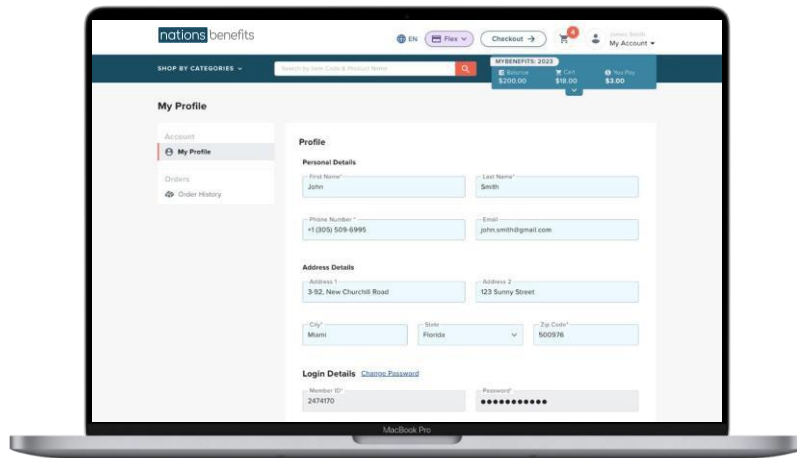 nations benefits
EN
Flex
Checkout →
4
James Smith
My Account
SHOP BY CATEGORIES
Search by Item Code & Product Name
MYBENEFITS: 2023
Balance
Cart
You Pay
$200.00
$18.00
$3.00
My Profile
Account
My Profile
Orders
Order History
Profile
Personal Details
First Name*
Last Name*
John
Smith
Phone Number *
Email
+1 (305) 509-6995
john.smith@gmail.com
Address Details
Address 1
Address 2
3-92, New Churchill Road
123 Sunny Street
City*
State
Zip Code*
Miami
Florida
500976
Login Details Change Password
Member ID*
Password*
2474170
●●●●●●●●●●●
MacBook Pro